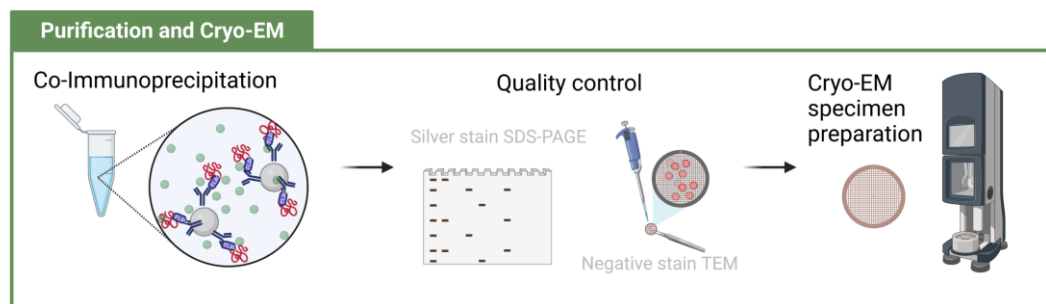 Purification and Cryo-EM
Co-Immunoprecipitation
Quality control
Silver stain SDS-PAGE
Negative stain TEM
Cryo-EM
specimen
preparation